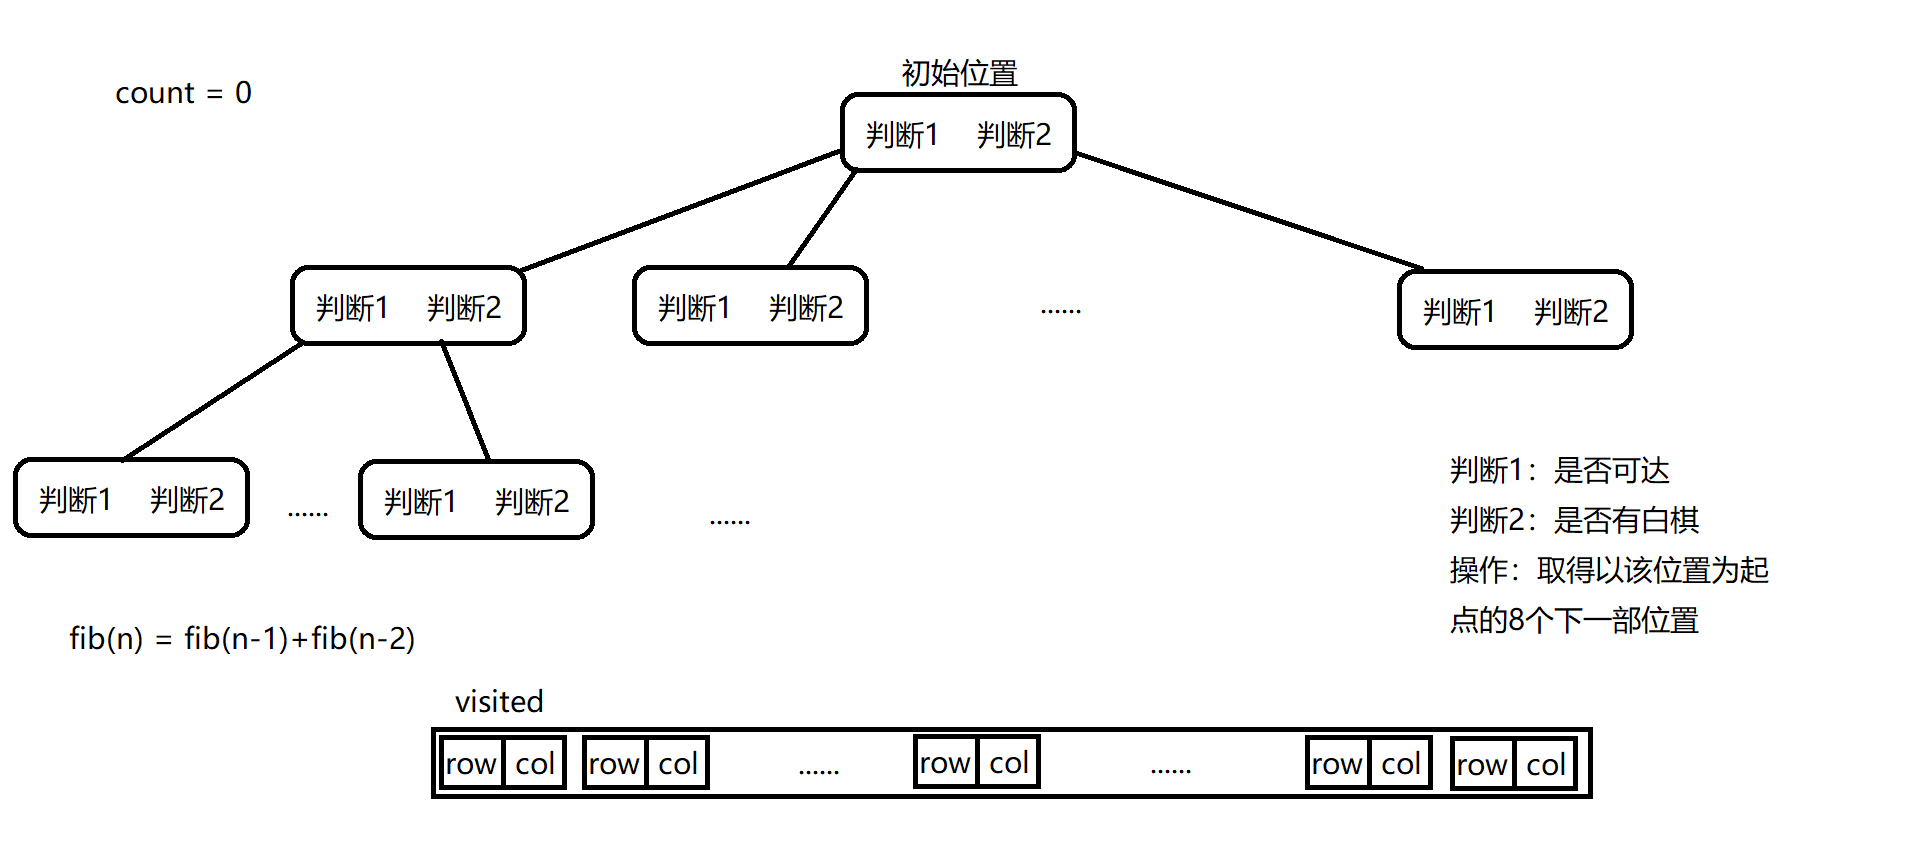 初始位置
count = 0
判断1 判断2
判断1 判断2
判断1 判断2
......
判断1 判断2
判断1 判断2
......
判断1 判断2
......
判断1：是否可达
判断2：是否有白棋
操作：取得以该位置为起
点的8个下一部位置
fib(n) = fib(n-1)+fib(n-2)
visited
row col row col ...... row col ...... row col row col